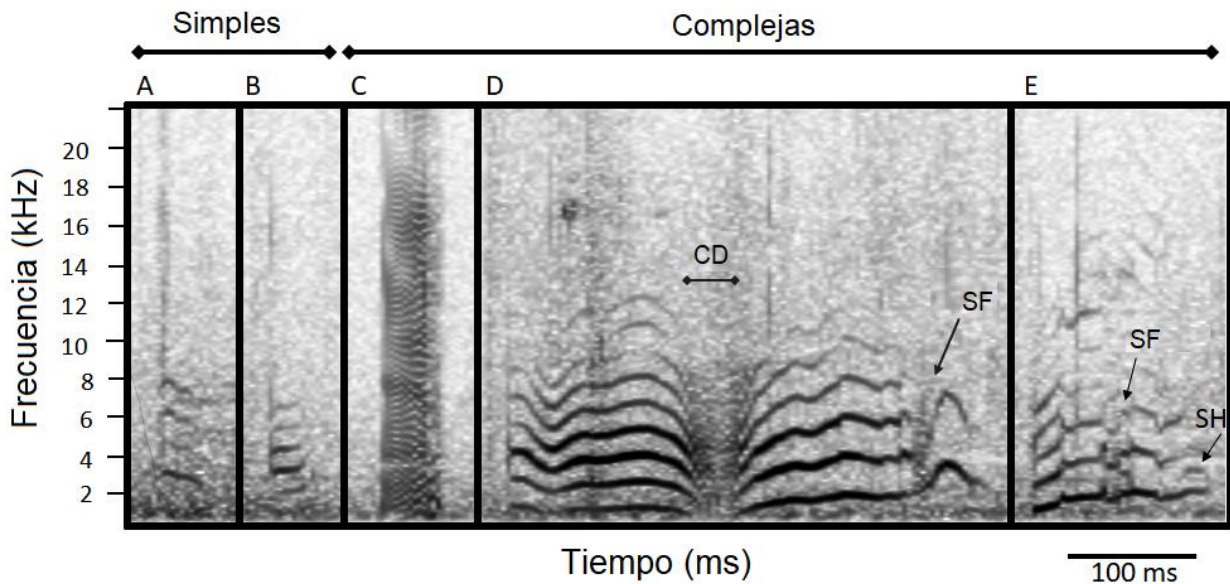 Simples Complejas
A B C D E
Frecuencia (kHz)
20
18
16
14
12
10
8
6
4
2
CD
SF
SF
SH
Tiempo (ms)
100 ms